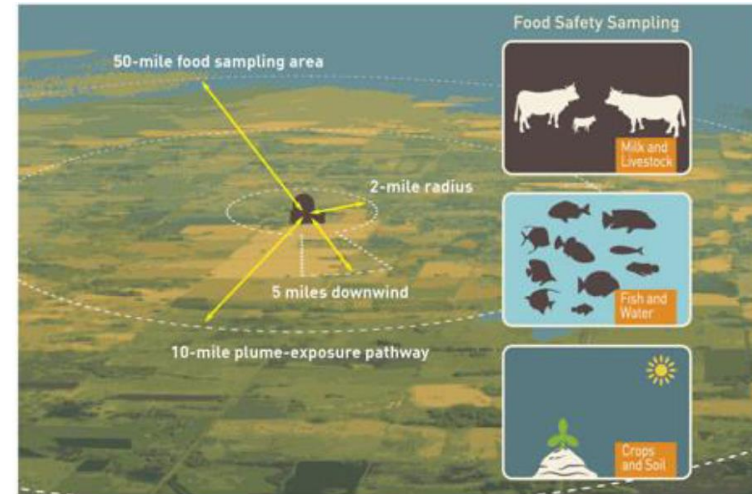 Food Safety Sampling
50-mile food sampling area
Milk and
Livestock
2-mile radius
5 miles downwind
Fish and
Water
10-mile plume-exposure pathway
Crops
and Soil